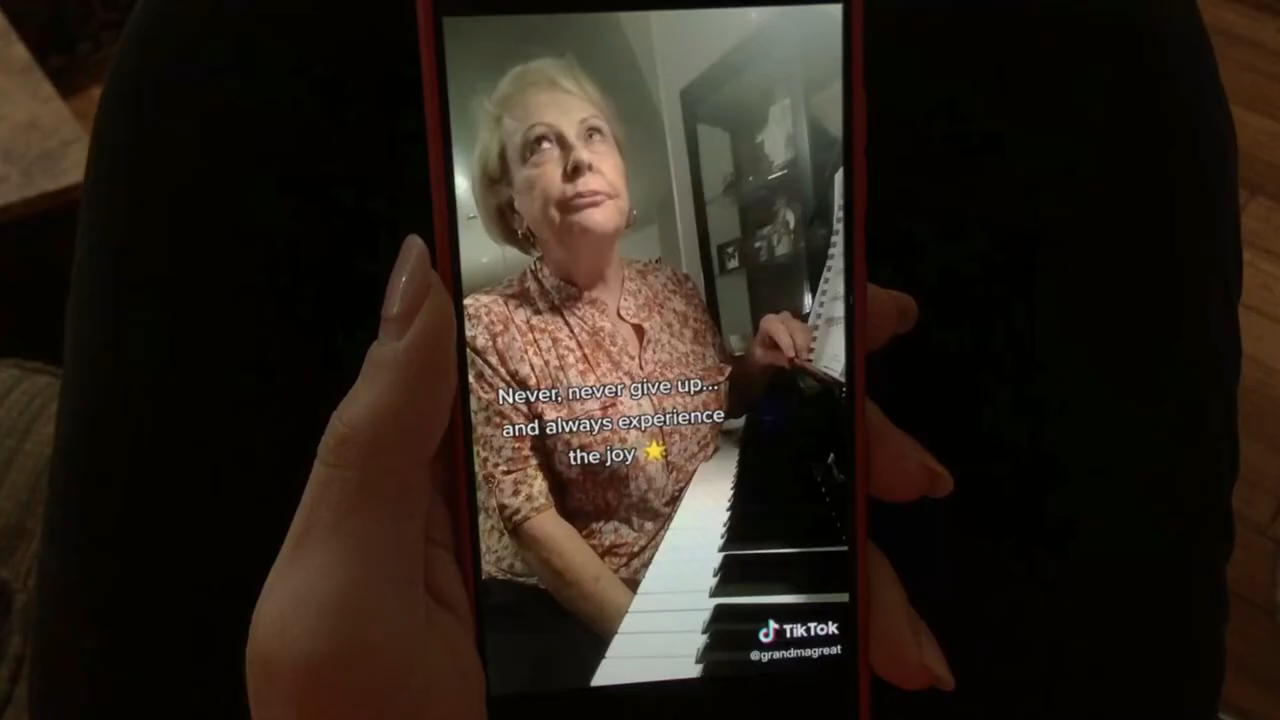 Never, never give up...
and always experience
the joy 🌟
TikTok
@grandmagreat